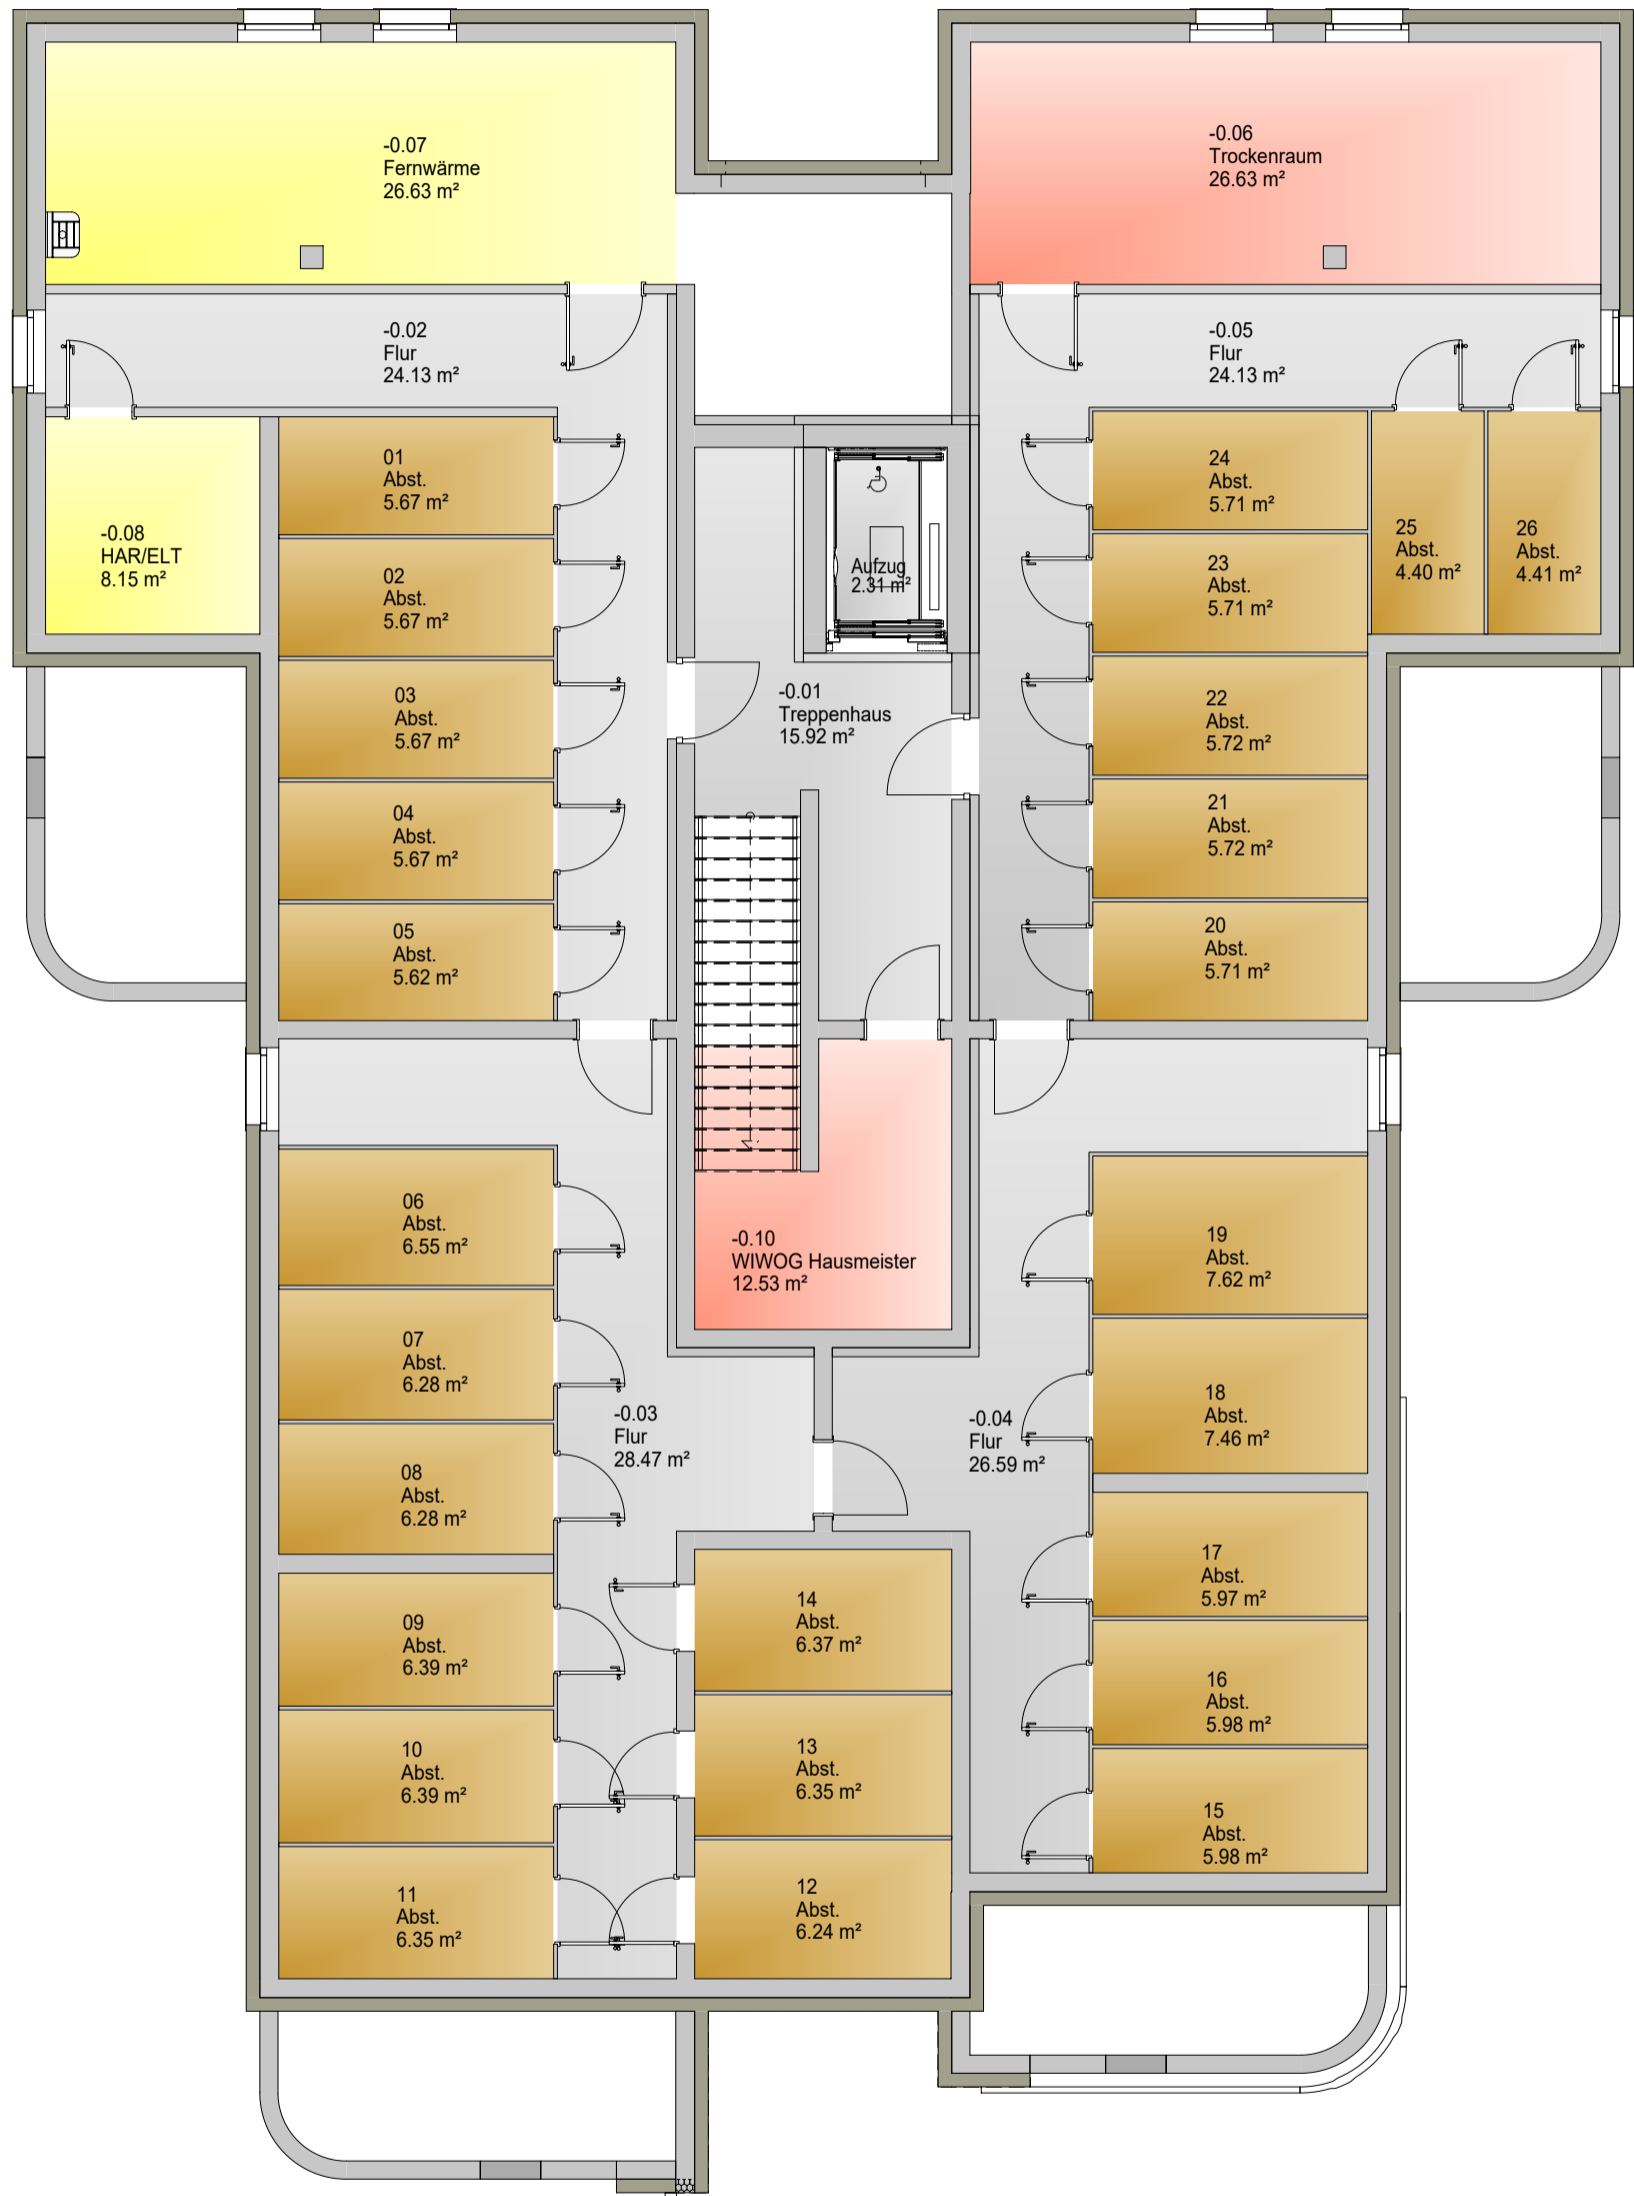 -0.07
Fernwärme
26.63 m²
-0.06
Trockenraum
26.63 m²
-0.02
Flur
24.13 m²
-0.05
Flur
24.13 m²
01
Abst.
5.67 m²
24
Abst.
5.71 m²
-0.08
HAR/ELT
8.15 m²
25
Abst.
4.40 m²
26
Abst.
4.41 m²
02
Abst.
5.67 m²
Aufzug
2.31 m²
23
Abst.
5.71 m²
03
Abst.
5.67 m²
-0.01
Treppenhaus
15.92 m²
22
Abst.
5.72 m²
04
Abst.
5.67 m²
21
Abst.
5.72 m²
05
Abst.
5.62 m²
20
Abst.
5.71 m²
06
Abst.
6.55 m²
-0.10
WIWOG Hausmeister
12.53 m²
19
Abst.
7.62 m²
07
Abst.
6.28 m²
-0.03
Flur
28.47 m²
-0.04
Flur
26.59 m²
18
Abst.
7.46 m²
08
Abst.
6.28 m²
17
Abst.
5.97 m²
09
Abst.
6.39 m²
14
Abst.
6.37 m²
16
Abst.
5.98 m²
10
Abst.
6.39 m²
13
Abst.
6.35 m²
15
Abst.
5.98 m²
11
Abst.
6.35 m²
12
Abst.
6.24 m²